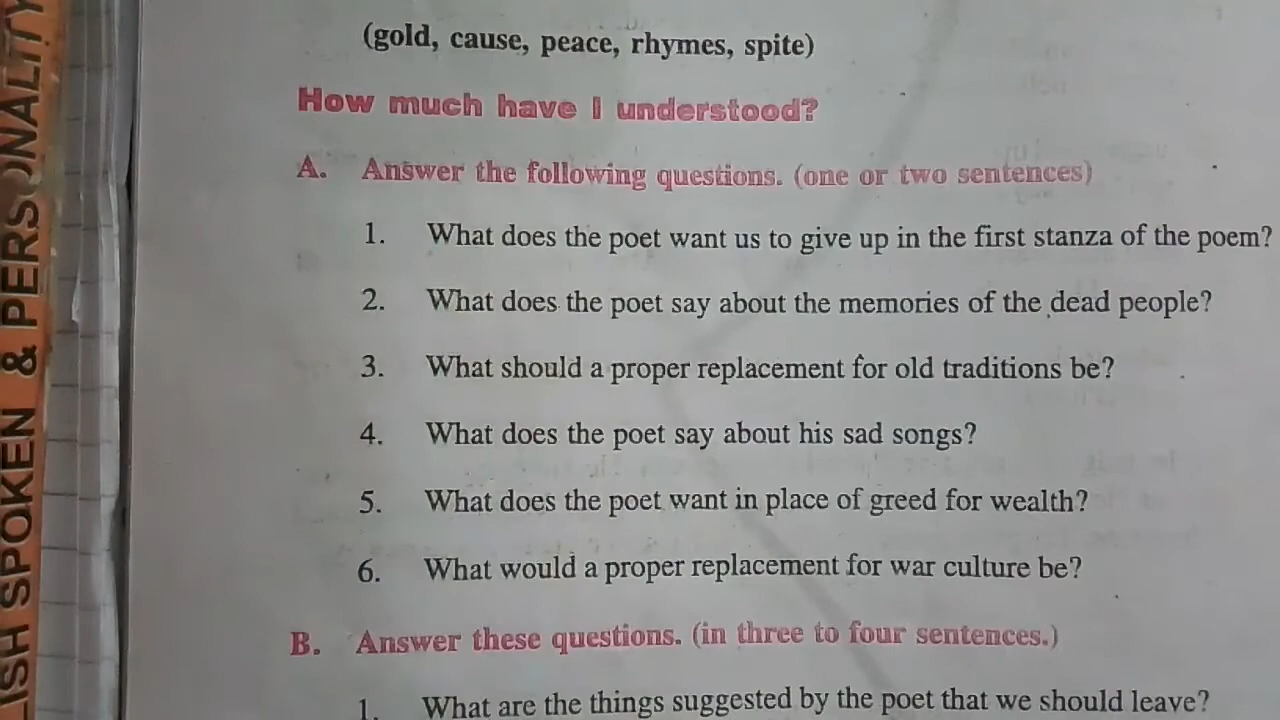 (gold, cause, peace, rhymes, spite)
How much have I understood?
A. Answer the following questions. (one or two sentences)
1. What does the poet want us to give up in the first stanza of the poem?
2. What does the poet say about the memories of the dead people?
3. What should a proper replacement for old traditions be?
4. What does the poet say about his sad songs?
5. What does the poet want in place of greed for wealth?
6. What would a proper replacement for war culture be?
B. Answer these questions. (in three to four sentences.)
1. What are the things suggested by the poet that we should leave?
ISH SPOKEN & PERSONALITY